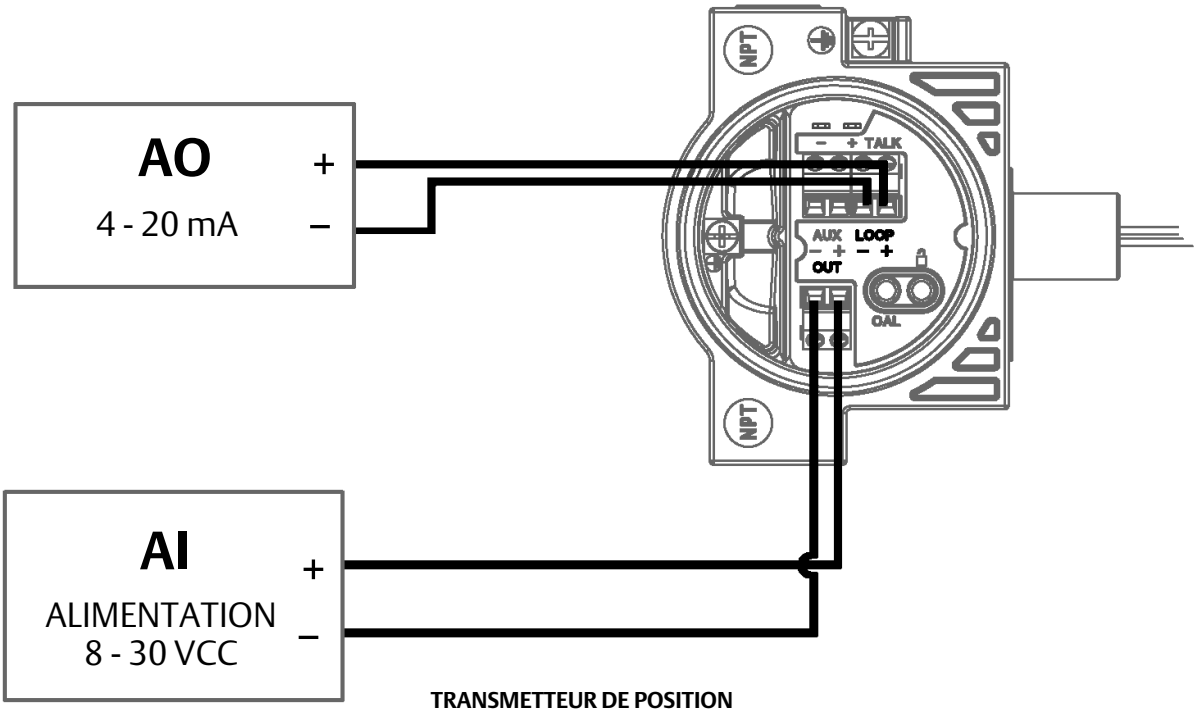 NPT
AO
+
4 - 20 mA
−
− + TALK
AUX LOOP
− + − +
OUT
CAL
NPT
AI
+
ALIMENTATION
−
8 - 30 VCC
TRANSMETTEUR DE POSITION